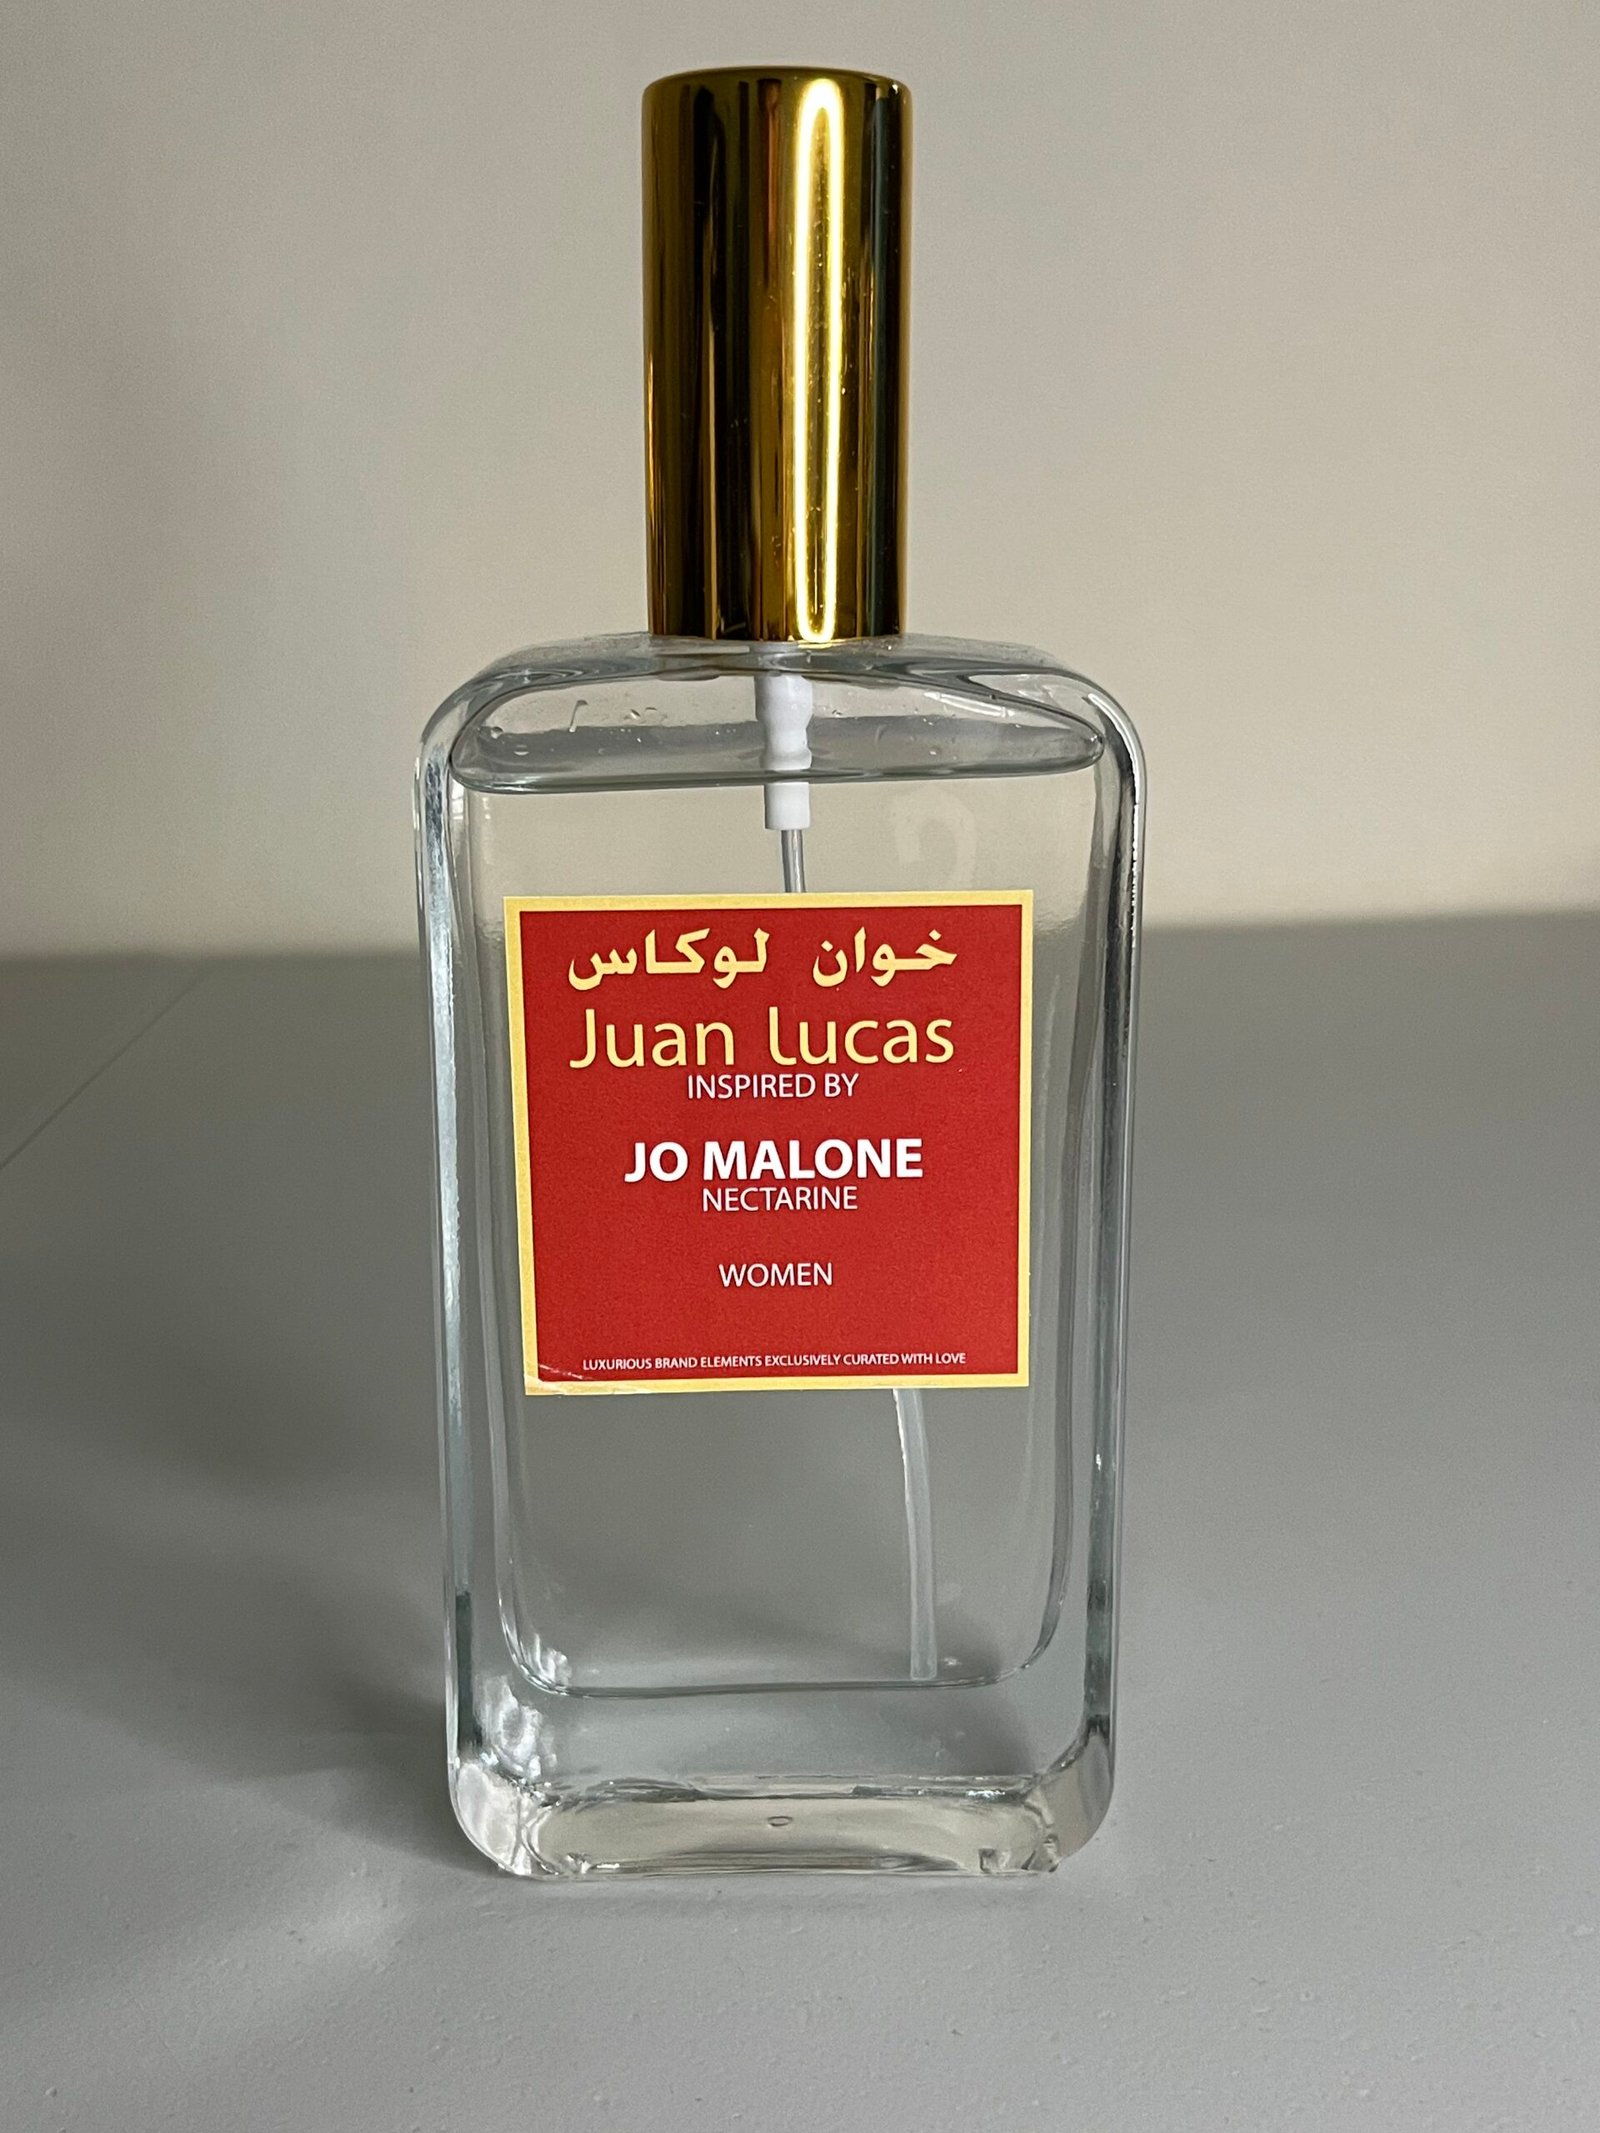 خوان لوكاس
Juan Lucas
INSPIRED BY
JO MALONE
NECTARINE
WOMEN
LUXURIOUS BRAND ELEMENTS EXCLUSIVELY CURATED WITH LOVE